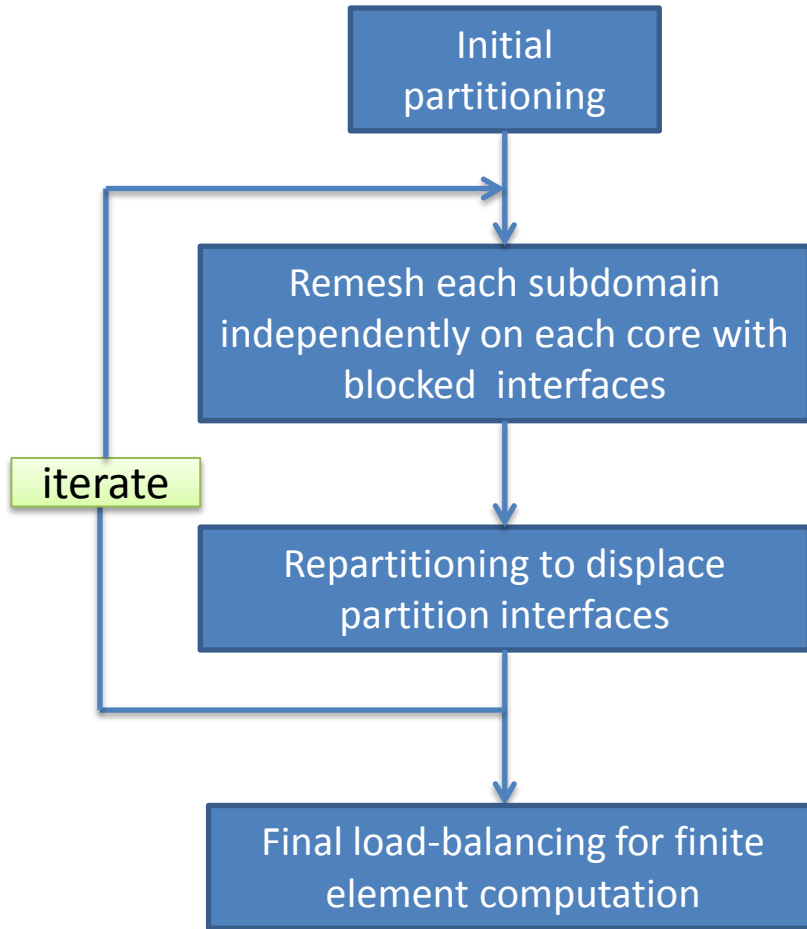 Initial
partitioning
Remesh each subdomain
independently on each core with
blocked interfaces
iterate
Repartitioning to displace
partition interfaces
Final load-balancing for finite
element computation